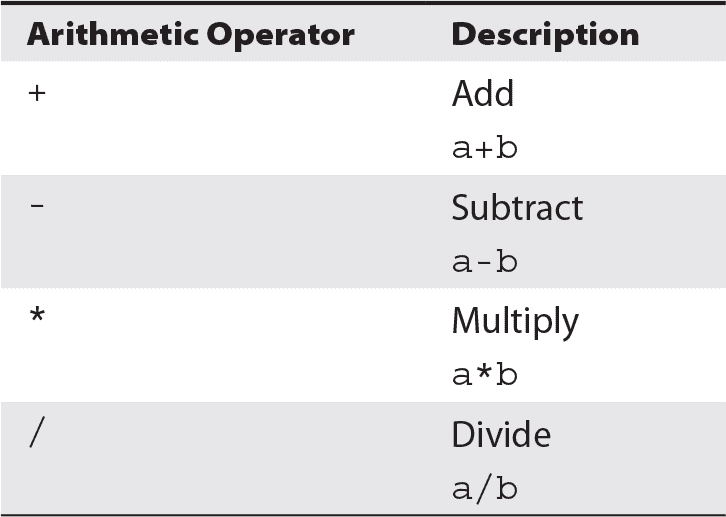 Arithmetic Operator Description
+ Add
a+b
- Subtract
a-b
* Multiply
a*b
/ Divide
a/b